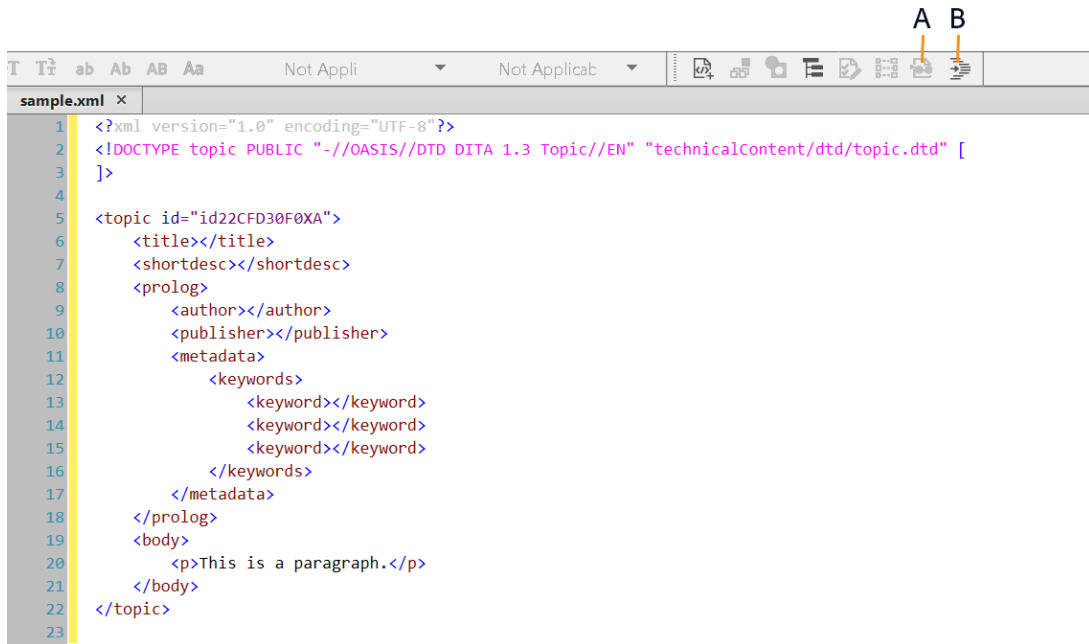 A B
T TT ab Ab AB Aa Not Appli Not Applicab
sample.xml ×
1 <?xml version="1.0" encoding="UTF-8"?>
2 <!DOCTYPE topic PUBLIC "-//OASIS//DTD DITA 1.3 Topic//EN" "technicalContent/dtd/topic.dtd" [
3 ]>
4
5 <topic id="id22CFD30F0XA">
6 <title></title>
7 <shortdesc></shortdesc>
8 <prolog>
9 <author></author>
10 <publisher></publisher>
11 <metadata>
12 <keywords>
13 <keyword></keyword>
14 <keyword></keyword>
15 <keyword></keyword>
16 </keywords>
17 </metadata>
18 </prolog>
19 <body>
20 <p>This is a paragraph.</p>
21 </body>
22 </topic>
23